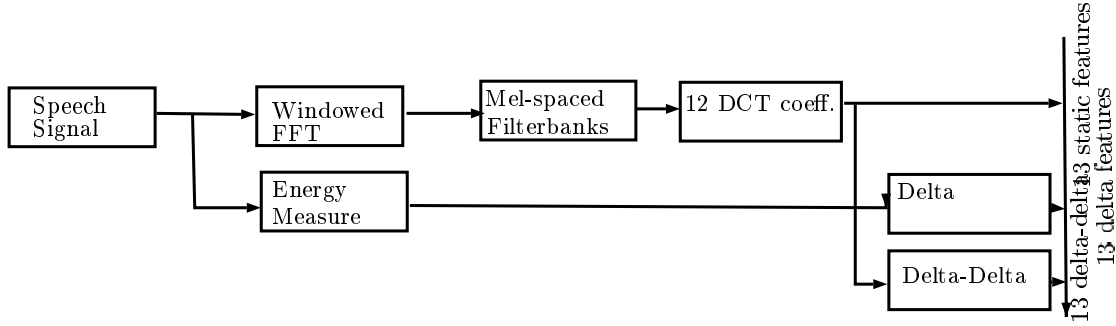 Speech
Signal
Windowed
FFT
Mel-spaced
Filterbanks
12 DCT coeff.
Energy
Measure
Delta
Delta-Delta
13 static features
13 delta features
13 delta-delta